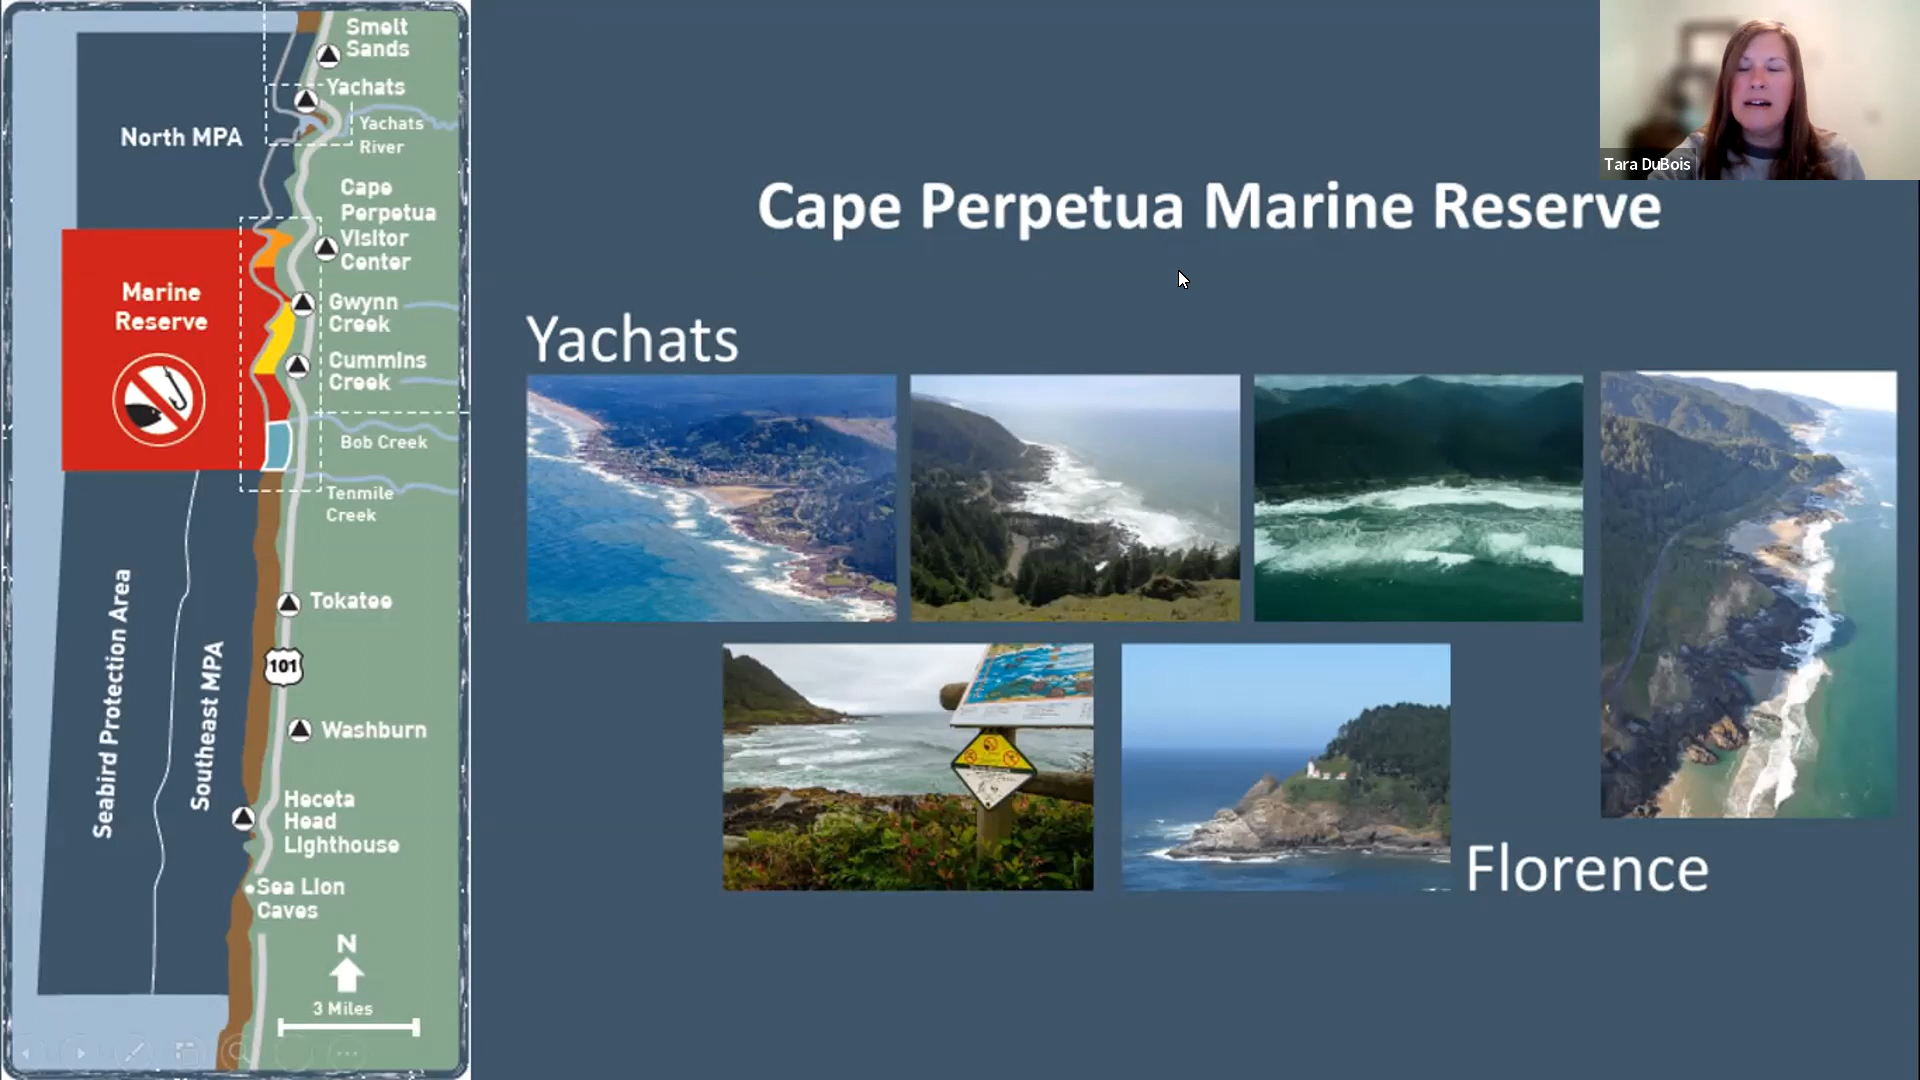 Smelt
Sands
Yachats
Yachats
River
North MPA
Cape
Perpetua
Visitor
Center
Marine
Reserve
Gwynn
Creek
Cummins
Creek
Bob Creek
Tenmile
Creek
Tokatee
101
Seabird Protection Area
Southeast MPA
Washburn
Heceta
Head
Lighthouse
Sea Lion
Caves
N
3 Miles
Cape Perpetua Marine Reserve
Yachats
Florence
Tara DuBois